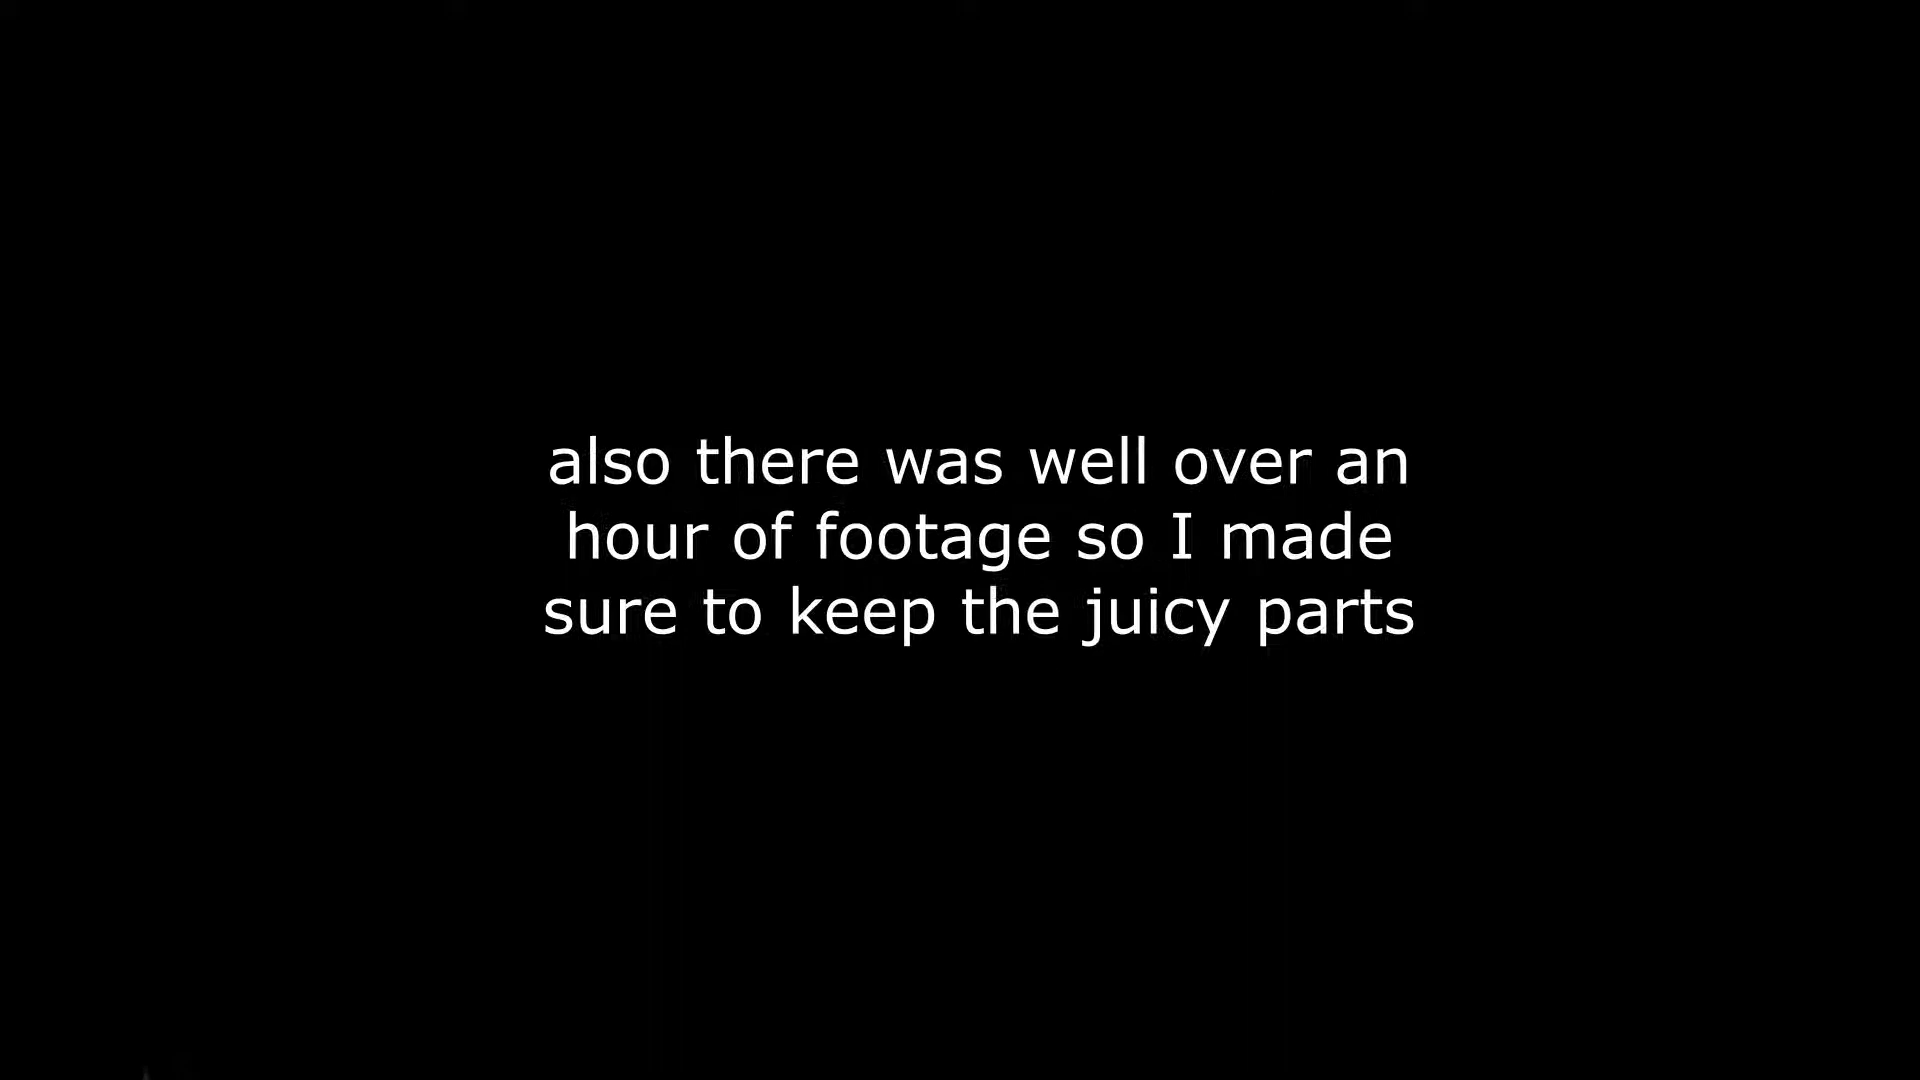 also there was well over an
hour of footage so I made
sure to keep the juicy parts